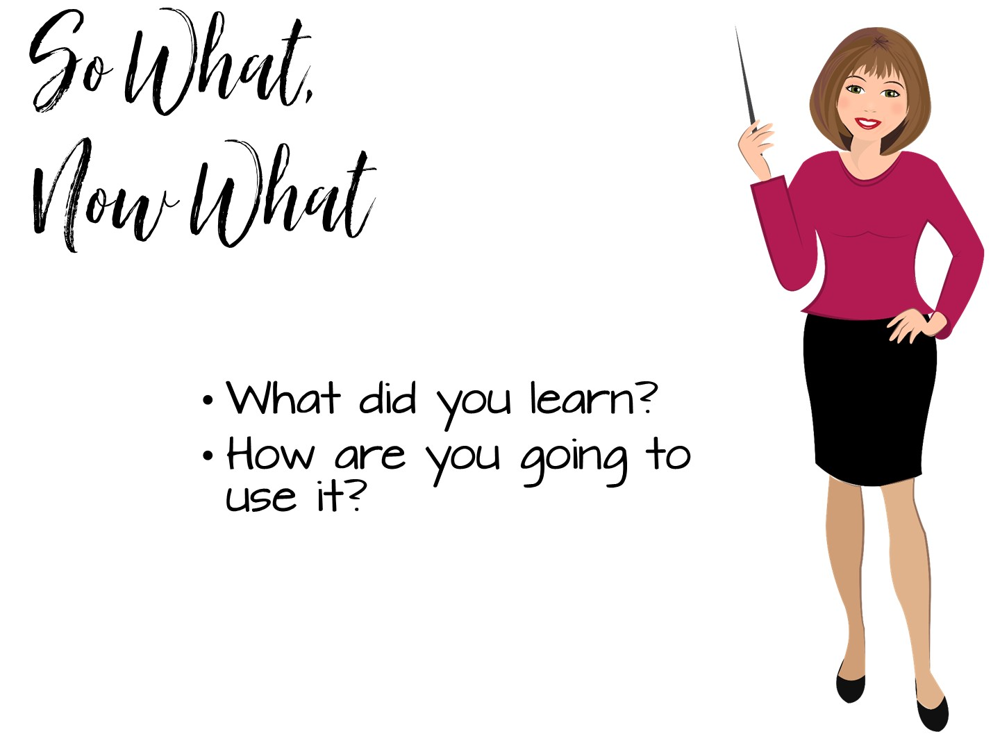 So What,
Now What
• What did you learn?
• How are you going to
use it?